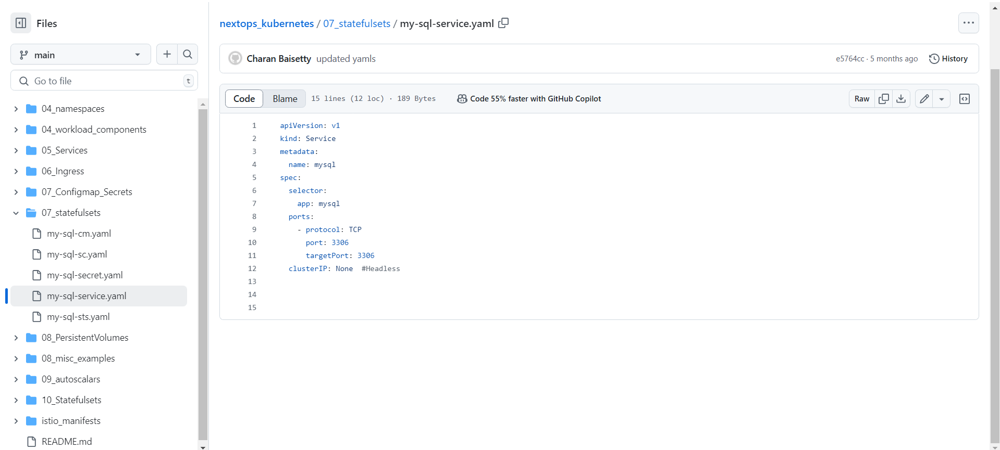 Files
main
Go to file
t
04_namespaces
04_workload_components
05_Services
06_Ingress
07_Configmap_Secrets
07_statefulsets
my-sql-cm.yaml
my-sql-sc.yaml
my-sql-secret.yaml
my-sql-service.yaml
my-sql-sts.yaml
08_PersistentVolumes
08_misc_examples
09_autoscalars
10_Statefulsets
istio_manifests
README.md
nextops_kubernetes / 07_statefulsets / my-sql-service.yaml
Charan Baisetty updated yamls
e5764cc · 5 months ago
History
Code Blame 15 lines (12 loc) · 189 Bytes
Code 55% faster with GitHub Copilot
Raw
1 apiVersion: v1
2 kind: Service
3 metadata:
4   name: mysql
5 spec:
6   selector:
7     app: mysql
8   ports:
9     - protocol: TCP
10       port: 3306
11       targetPort: 3306
12   clusterIP: None  #Headless
13
14
15